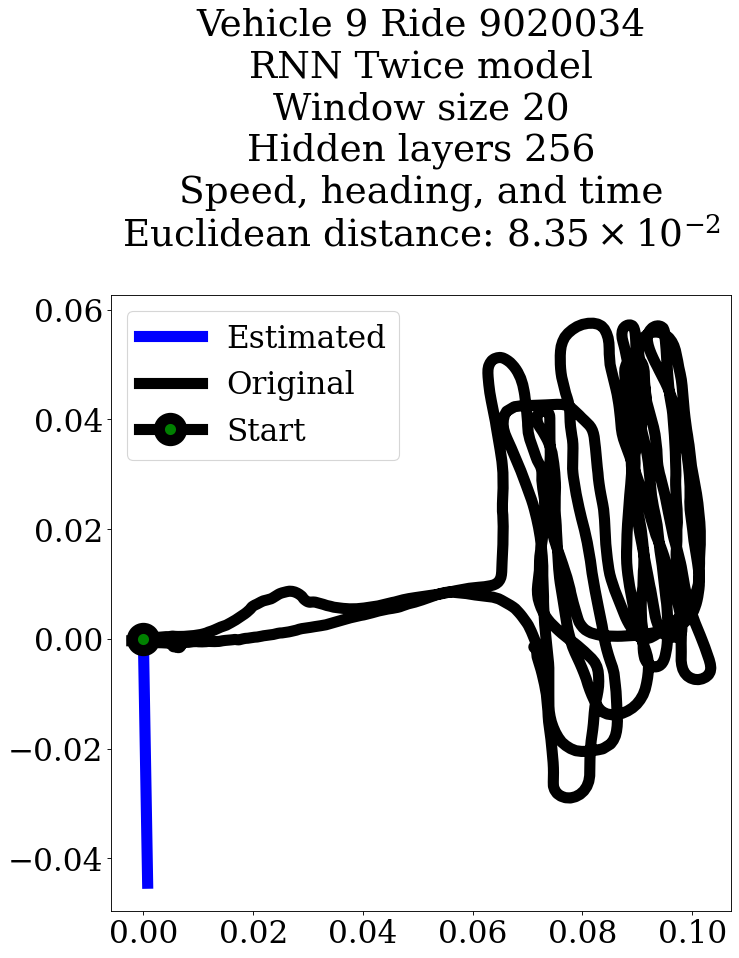 Vehicle 9 Ride 9020034
RNN Twice model
Window size 20
Hidden layers 256
Speed, heading, and time
Euclidean distance: 8.35 × 10⁻²
Estimated
Original
Start
0.06
0.04
0.02
0.00
−0.02
−0.04
0.00 0.02 0.04 0.06 0.08 0.10